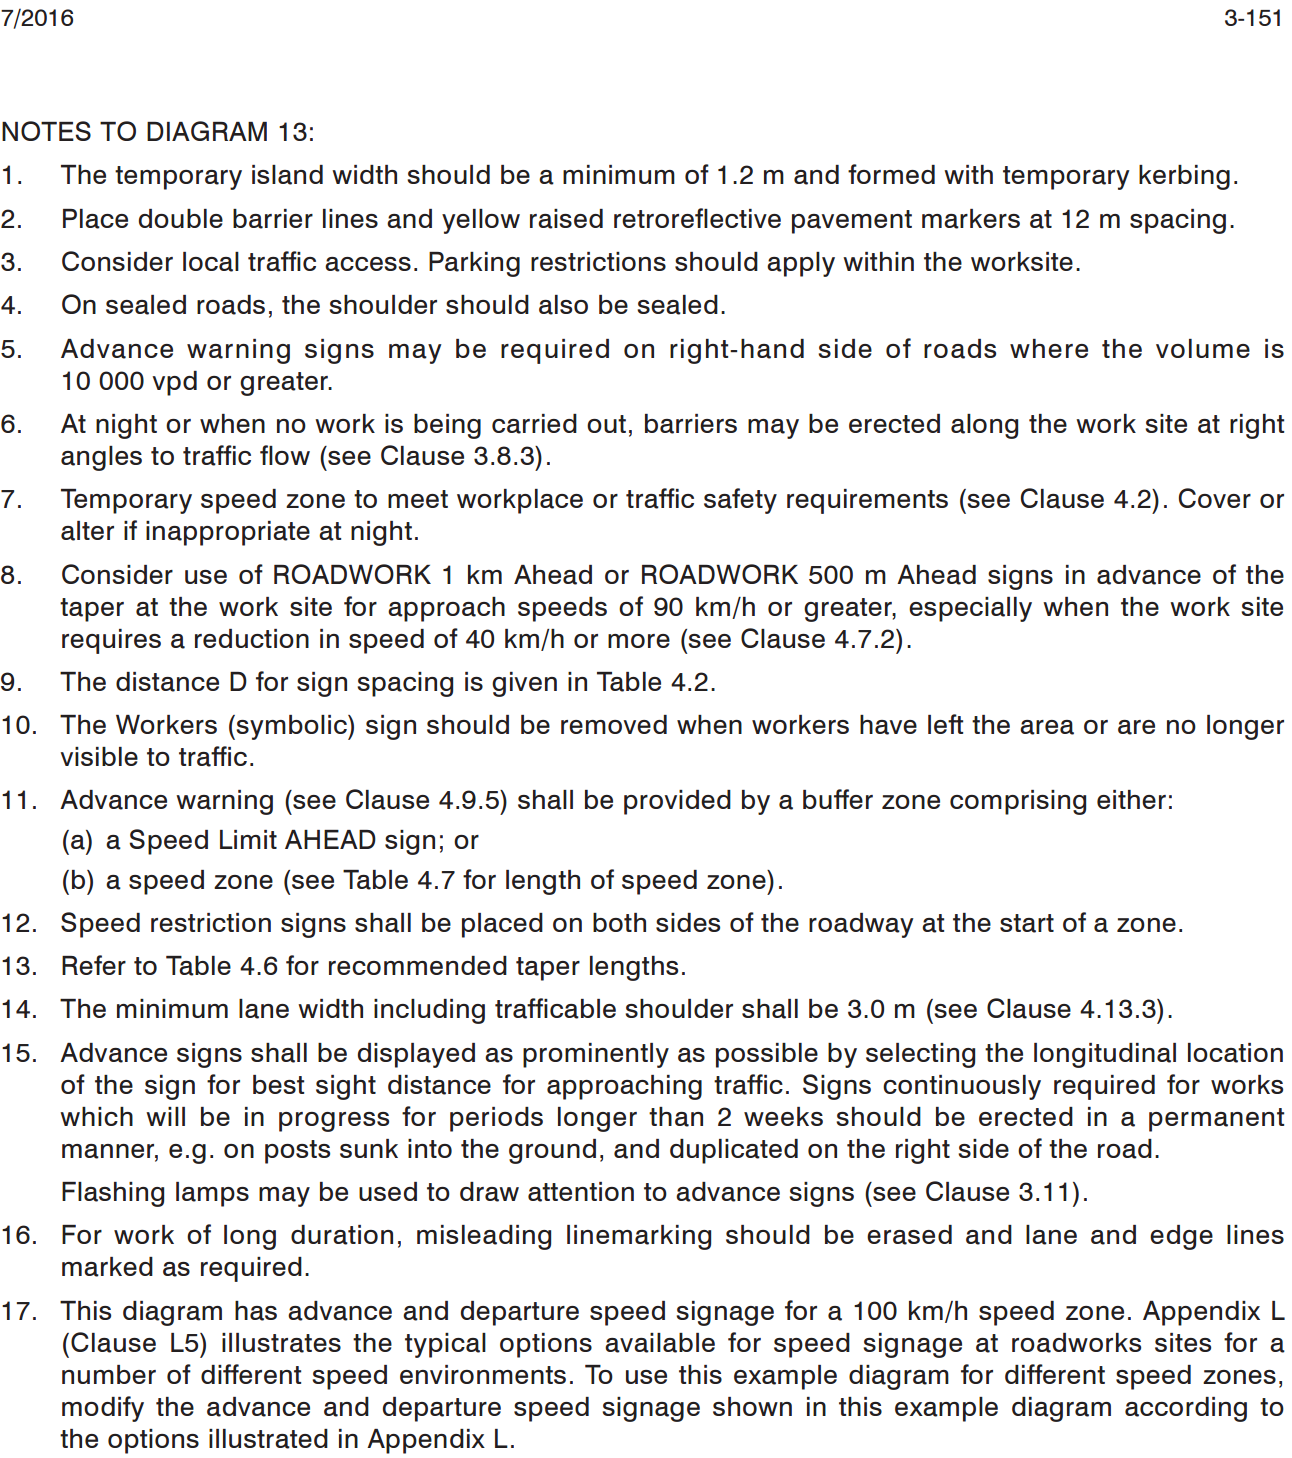 7/2016
3-151
NOTES TO DIAGRAM 13:
1. The temporary island width should be a minimum of 1.2 m and formed with temporary kerbing.
2. Place double barrier lines and yellow raised retroreflective pavement markers at 12 m spacing.
3. Consider local traffic access. Parking restrictions should apply within the worksite.
4. On sealed roads, the shoulder should also be sealed.
5. Advance warning signs may be required on right-hand side of roads where the volume is
10 000 vpd or greater.
6. At night or when no work is being carried out, barriers may be erected along the work site at right
angles to traffic flow (see Clause 3.8.3).
7. Temporary speed zone to meet workplace or traffic safety requirements (see Clause 4.2). Cover or
alter if inappropriate at night.
8. Consider use of ROADWORK 1 km Ahead or ROADWORK 500 m Ahead signs in advance of the
taper at the work site for approach speeds of 90 km/h or greater, especially when the work site
requires a reduction in speed of 40 km/h or more (see Clause 4.7.2).
9. The distance D for sign spacing is given in Table 4.2.
10. The Workers (symbolic) sign should be removed when workers have left the area or are no longer
visible to traffic.
11. Advance warning (see Clause 4.9.5) shall be provided by a buffer zone comprising either:
(a) a Speed Limit AHEAD sign; or
(b) a speed zone (see Table 4.7 for length of speed zone).
12. Speed restriction signs shall be placed on both sides of the roadway at the start of a zone.
13. Refer to Table 4.6 for recommended taper lengths.
14. The minimum lane width including trafficable shoulder shall be 3.0 m (see Clause 4.13.3).
15. Advance signs shall be displayed as prominently as possible by selecting the longitudinal location
of the sign for best sight distance for approaching traffic. Signs continuously required for works
which will be in progress for periods longer than 2 weeks should be erected in a permanent
manner, e.g. on posts sunk into the ground, and duplicated on the right side of the road.
Flashing lamps may be used to draw attention to advance signs (see Clause 3.11).
16. For work of long duration, misleading linemarking should be erased and lane and edge lines
marked as required.
17. This diagram has advance and departure speed signage for a 100 km/h speed zone. Appendix L
(Clause L5) illustrates the typical options available for speed signage at roadworks sites for a
number of different speed environments. To use this example diagram for different speed zones,
modify the advance and departure speed signage shown in this example diagram according to
the options illustrated in Appendix L.